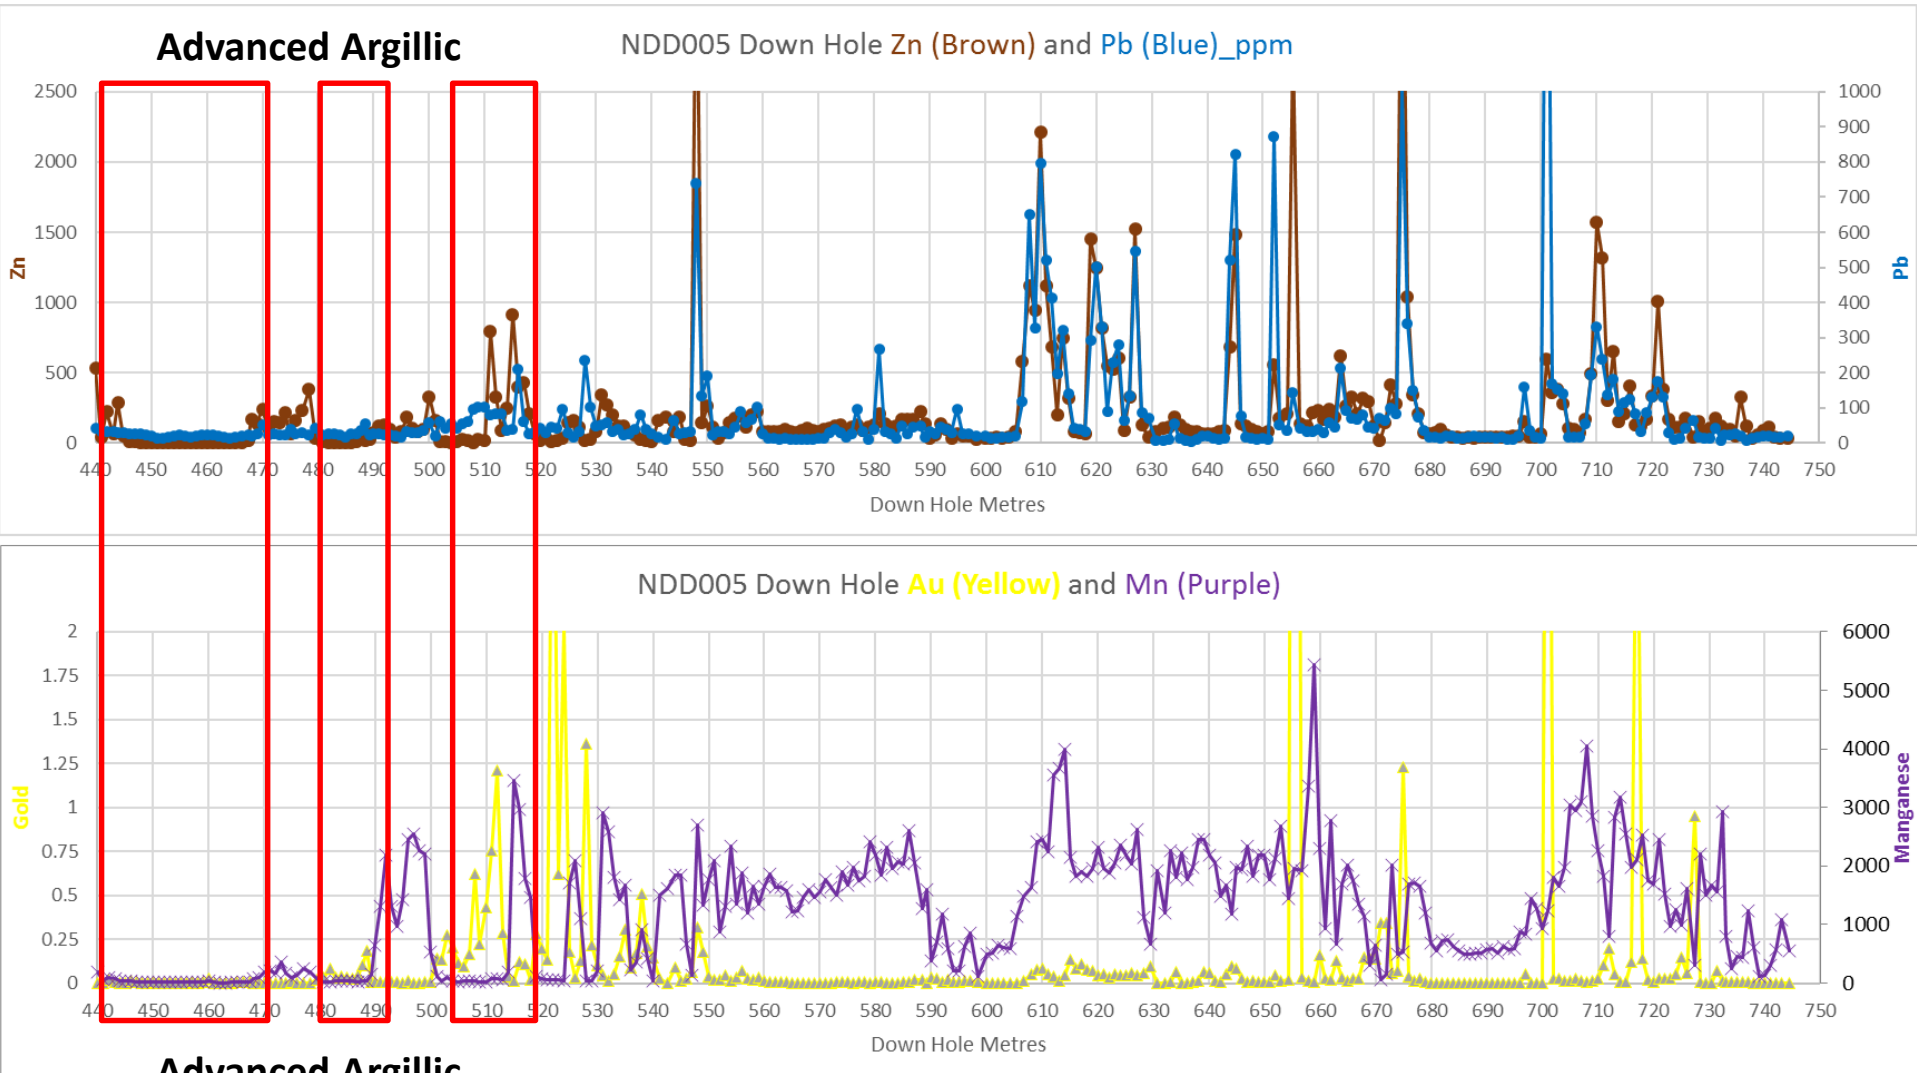 Advanced Argillic
NDD005 Down Hole Zn (Brown) and Pb (Blue)_ppm
2500
2000
1500
1000
500
0
Zn
1000
900
800
700
600
500
400
300
200
100
0
Pb
440 450 460 470 480 490 500 510 520 530 540 550 560 570 580 590 600 610 620 630 640 650 660 670 680 690 700 710 720 730 740 750
Down Hole Metres
NDD005 Down Hole Au (Yellow) and Mn (Purple)
2
1.75
1.5
1.25
1
0.75
0.5
0.25
0
Gold
6000
5000
4000
3000
2000
1000
0
Manganese
440 450 460 470 480 490 500 510 520 530 540 550 560 570 580 590 600 610 620 630 640 650 660 670 680 690 700 710 720 730 740 750
Down Hole Metres
Advanced Argillic